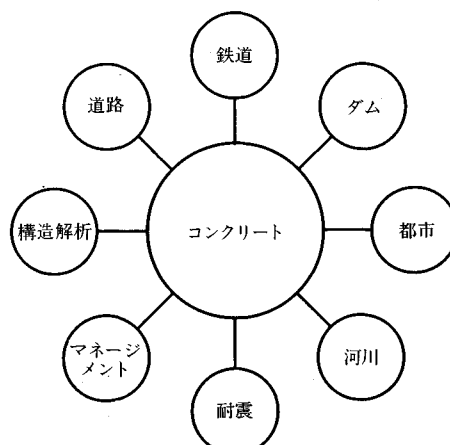 鉄道
道路
ダム
構造解析
コンクリート
都市
マネージ
メント
河川
耐震